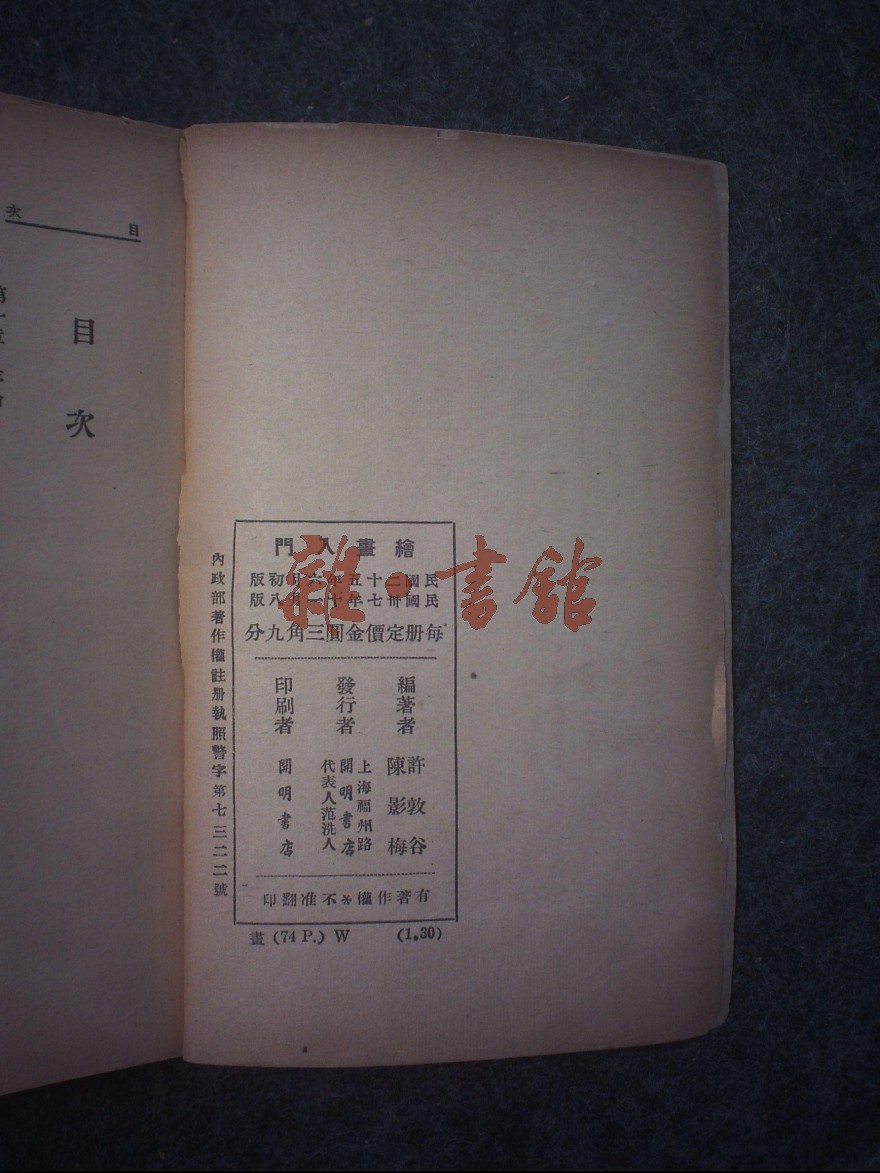 目次
目次
繪畫入門
民國二十五年六月初版
民國卅七年十一月八版
每册定價金圓三角九分
編著者
許敦谷
陳影梅
發行者
上海福州路
開明書店
代表人范洗人
印刷者
開明書店
有著作權*不准翻印
畫 (74 P.) W (1.30)
內政部著作權註册執照警字第七三二二號
雜·書館